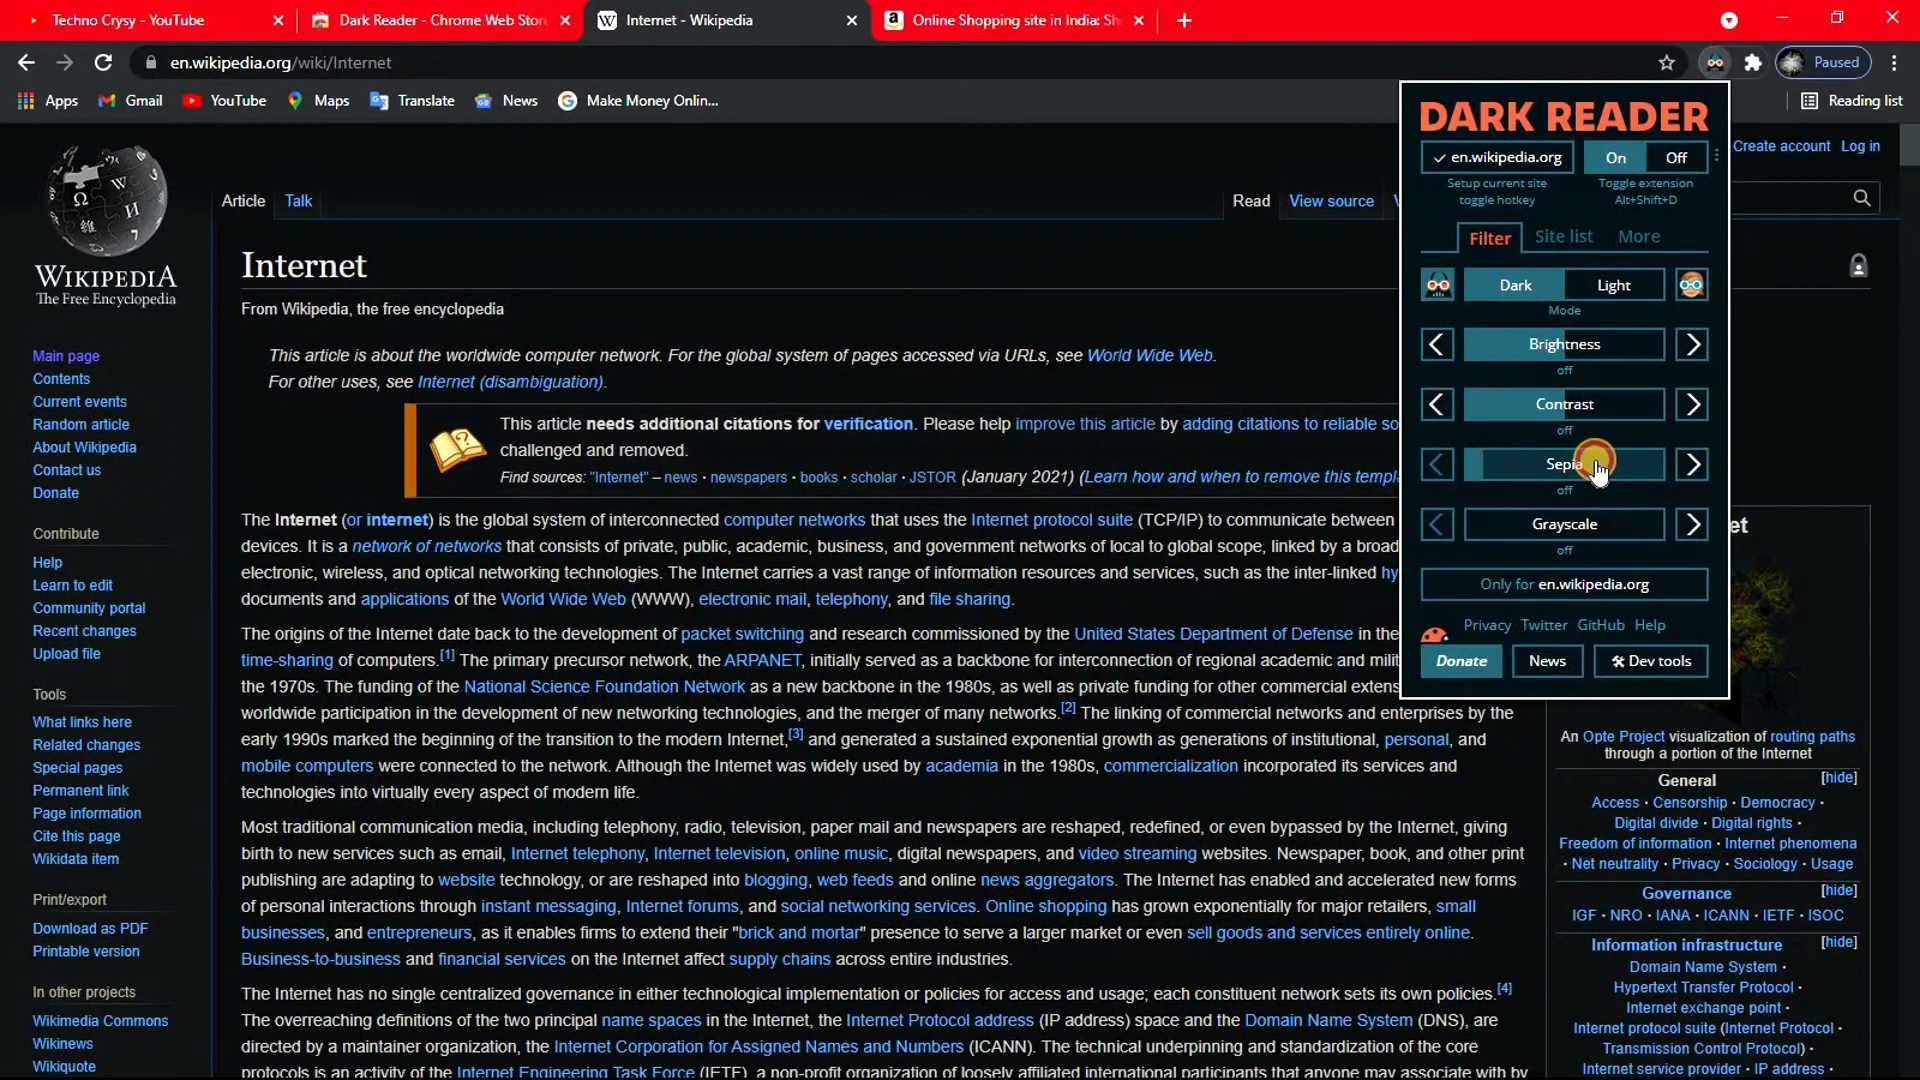 Techno Crysy - YouTube
Dark Reader - Chrome Web Store
Internet - Wikipedia
Online Shopping site in India: Sh
en.wikipedia.org/wiki/Internet
Paused
Apps
Gmail
YouTube
Maps
Translate
News
Make Money Onlin...
Reading list
WIKIPEDIA
The Free Encyclopedia
Main page
Contents
Current events
Random article
About Wikipedia
Contact us
Donate
Contribute
Help
Learn to edit
Community portal
Recent changes
Upload file
Tools
What links here
Related changes
Special pages
Permanent link
Page information
Cite this page
Wikidata item
Print/export
Download as PDF
Printable version
In other projects
Wikimedia Commons
Wikinews
Wikiquote
Create account Log in
Article Talk
Read View source
Internet
From Wikipedia, the free encyclopedia
This article is about the worldwide computer network. For the global system of pages accessed via URLs, see World Wide Web.
For other uses, see Internet (disambiguation).
This article needs additional citations for verification. Please help improve this article by adding citations to reliable so
challenged and removed.
Find sources: "Internet" – news · newspapers · books · scholar · JSTOR (January 2021) (Learn how and when to remove this templ
The Internet (or internet) is the global system of interconnected computer networks that uses the Internet protocol suite (TCP/IP) to communicate between
devices. It is a network of networks that consists of private, public, academic, business, and government networks of local to global scope, linked by a broad
electronic, wireless, and optical networking technologies. The Internet carries a vast range of information resources and services, such as the inter-linked hy
documents and applications of the World Wide Web (WWW), electronic mail, telephony, and file sharing.
The origins of the Internet date back to the development of packet switching and research commissioned by the United States Department of Defense in the
time-sharing of computers.[1] The primary precursor network, the ARPANET, initially served as a backbone for interconnection of regional academic and milit
the 1970s. The funding of the National Science Foundation Network as a new backbone in the 1980s, as well as private funding for other commercial extens
worldwide participation in the development of new networking technologies, and the merger of many networks.[2] The linking of commercial networks and enterprises by the
early 1990s marked the beginning of the transition to the modern Internet,[3] and generated a sustained exponential growth as generations of institutional, personal, and
mobile computers were connected to the network. Although the Internet was widely used by academia in the 1980s, commercialization incorporated its services and
technologies into virtually every aspect of modern life.
Most traditional communication media, including telephony, radio, television, paper mail and newspapers are reshaped, redefined, or even bypassed by the Internet, giving
birth to new services such as email, Internet telephony, Internet television, online music, digital newspapers, and video streaming websites. Newspaper, book, and other print
publishing are adapting to website technology, or are reshaped into blogging, web feeds and online news aggregators. The Internet has enabled and accelerated new forms
of personal interactions through instant messaging, Internet forums, and social networking services. Online shopping has grown exponentially for major retailers, small
businesses, and entrepreneurs, as it enables firms to extend their "brick and mortar" presence to serve a larger market or even sell goods and services entirely online.
Business-to-business and financial services on the Internet affect supply chains across entire industries.
The Internet has no single centralized governance in either technological implementation or policies for access and usage; each constituent network sets its own policies.[4]
The overreaching definitions of the two principal name spaces in the Internet, the Internet Protocol address (IP address) space and the Domain Name System (DNS), are
directed by a maintainer organization, the Internet Corporation for Assigned Names and Numbers (ICANN). The technical underpinning and standardization of the core
protocols is an activity of the Internet Engineering Task Force (IETF), a non-profit organization of loosely affiliated international participants that anyone may associate with by
DARK READER
en.wikipedia.org
On Off
Setup current site
toggle hotkey
Toggle extension
Alt+Shift+D
Filter Site list More
Dark Light
Mode
Brightness
off
Contrast
off
Sepia
off
Grayscale
off
Only for en.wikipedia.org
Privacy Twitter GitHub Help
Donate News Dev tools
et
An Opte Project visualization of routing paths
through a portion of the Internet
General [hide]
Access · Censorship · Democracy ·
Digital divide · Digital rights ·
Freedom of information · Internet phenomena
· Net neutrality · Privacy · Sociology · Usage
Governance [hide]
IGF · NRO · IANA · ICANN · IETF · ISOC
Information infrastructure [hide]
Domain Name System ·
Hypertext Transfer Protocol ·
Internet exchange point ·
Internet protocol suite (Internet Protocol ·
Transmission Control Protocol) ·
Internet service provider · IP address ·